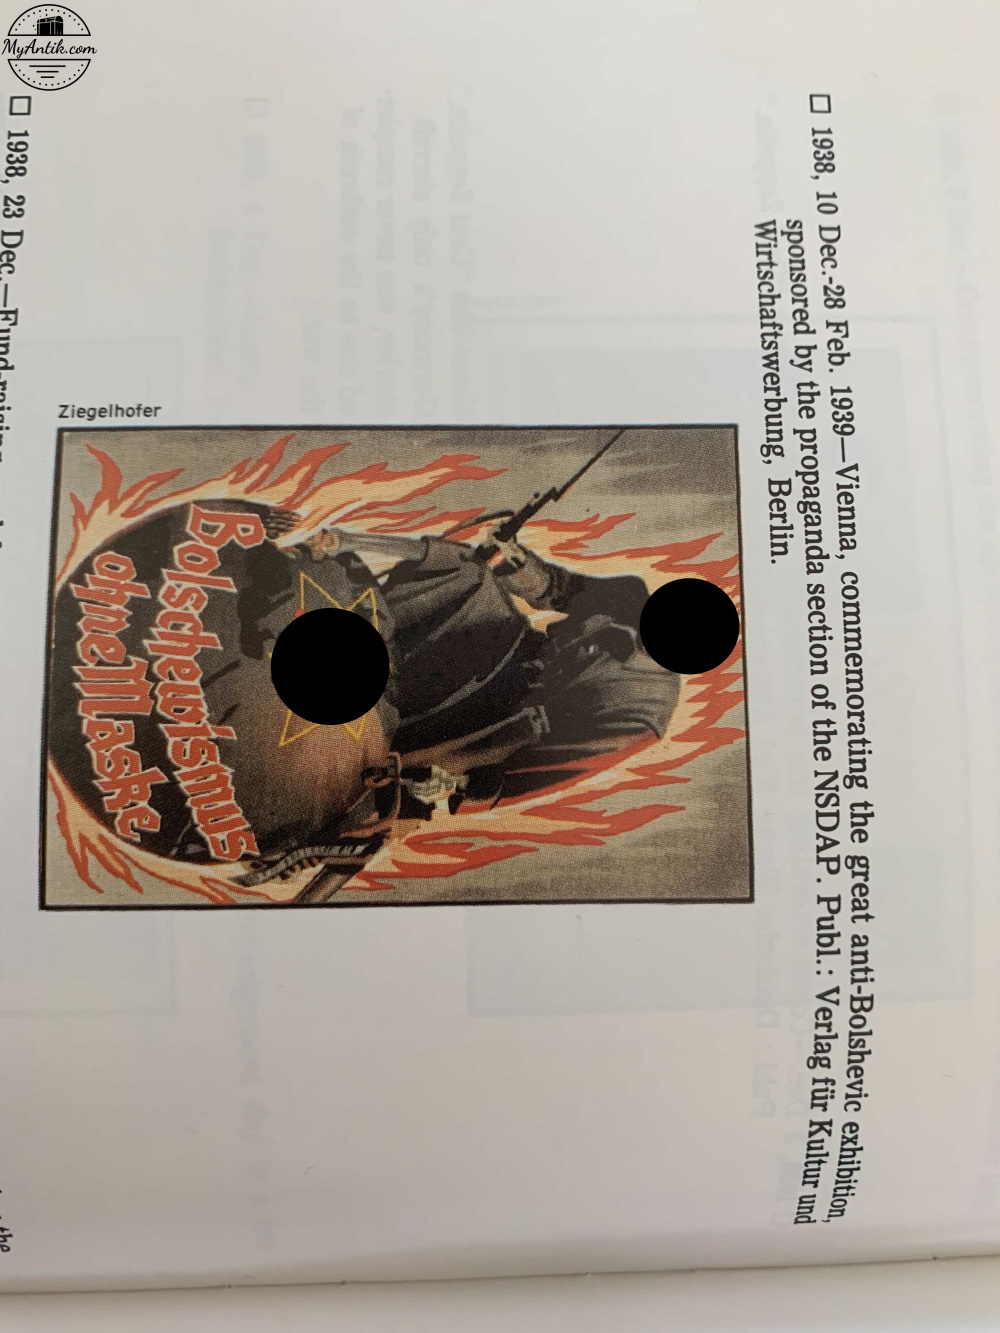 MyAntik.com
☐ 1938, 10 Dec.-28 Feb. 1939—Vienna, commemorating the great anti-Bolshevic exhibition,
sponsored by the propaganda section of the NSDAP. Publ.: Verlag für Kultur und
Wirtschaftswerbung, Berlin.
Ziegelhofer
Bolschewismus
ohne Maske
☐ 1938, 23 Dec.—Fund-raising
the